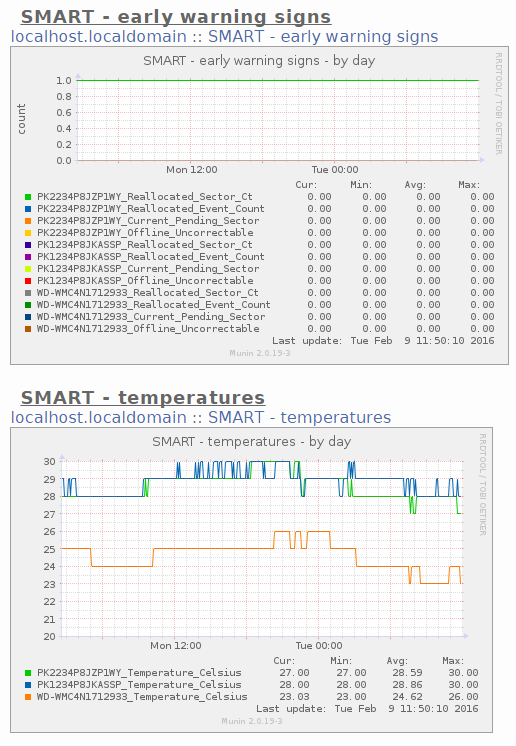 SMART - early warning signs
localhost.localdomain :: SMART - early warning signs
SMART - early warning signs - by day
RRDTOOL / TOBI OETIKER
count
1.0
0.8
0.6
0.4
0.2
0.0
Mon 12:00 Tue 00:00
Cur: Min: Avg: Max:
PK2234P8JZP1WY_Reallocated_Sector_Ct 0.00 0.00 0.00 0.00
PK2234P8JZP1WY_Reallocated_Event_Count 0.00 0.00 0.00 0.00
PK2234P8JZP1WY_Current_Pending_Sector 0.00 0.00 0.00 0.00
PK2234P8JZP1WY_Offline_Uncorrectable 0.00 0.00 0.00 0.00
PK1234P8JKASSP_Reallocated_Sector_Ct 0.00 0.00 0.00 0.00
PK1234P8JKASSP_Reallocated_Event_Count 0.00 0.00 0.00 0.00
PK1234P8JKASSP_Current_Pending_Sector 0.00 0.00 0.00 0.00
PK1234P8JKASSP_Offline_Uncorrectable 0.00 0.00 0.00 0.00
WD-WMC4N1712933_Reallocated_Sector_Ct 0.00 0.00 0.00 0.00
WD-WMC4N1712933_Reallocated_Event_Count 0.00 0.00 0.00 0.00
WD-WMC4N1712933_Current_Pending_Sector 0.00 0.00 0.00 0.00
WD-WMC4N1712933_Offline_Uncorrectable 0.00 0.00 0.00 0.00
Last update: Tue Feb 9 11:50:10 2016
Munin 2.0.19-3
SMART - temperatures
localhost.localdomain :: SMART - temperatures
SMART - temperatures - by day
RRDTOOL / TOBI OETIKER
30
29
28
27
26
25
24
23
22
21
20
Mon 12:00 Tue 00:00
Cur: Min: Avg: Max:
PK2234P8JZP1WY_Temperature_Celsius 27.00 27.00 28.59 30.00
PK1234P8JKASSP_Temperature_Celsius 28.00 28.00 28.86 30.00
WD-WMC4N1712933_Temperature_Celsius 23.03 23.00 24.62 26.00
Last update: Tue Feb 9 11:50:10 2016
Munin 2.0.19-3